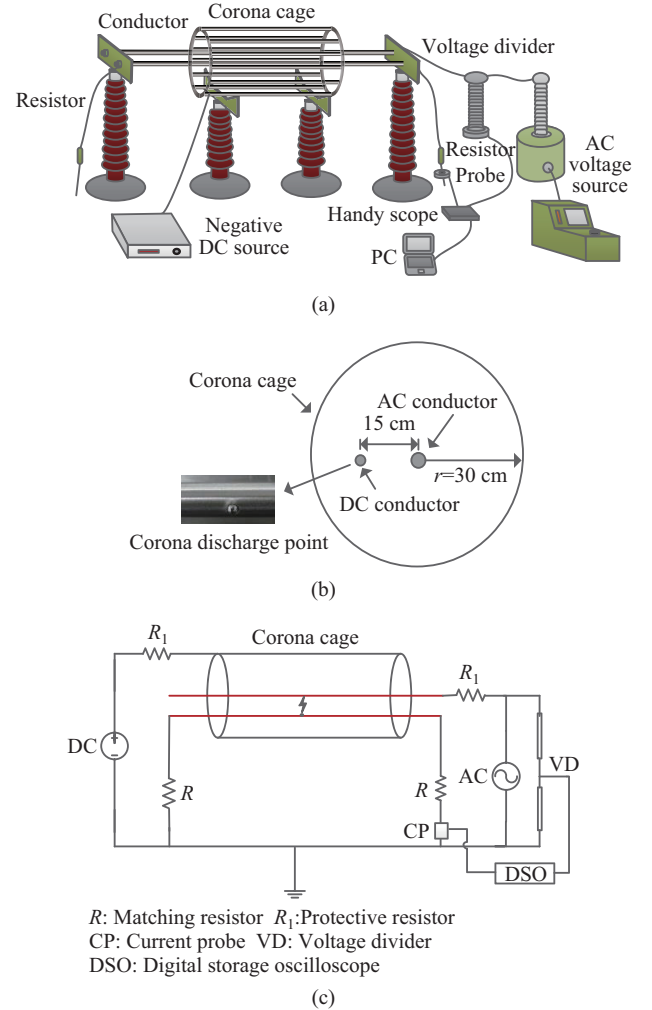 Corona cage
Conductor
Voltage divider
Resistor
Resistor
Probe
AC
voltage
source
Handy scope
Negative
DC source
PC
(a)
Corona cage
AC conductor
15 cm
r=30 cm
DC conductor
Corona discharge point
(b)
R1
Corona cage
R1
DC
VD
AC
R
R
CP
DSO
R: Matching resistor R1:Protective resistor
CP: Current probe VD: Voltage divider
DSO: Digital storage oscilloscope
(c)